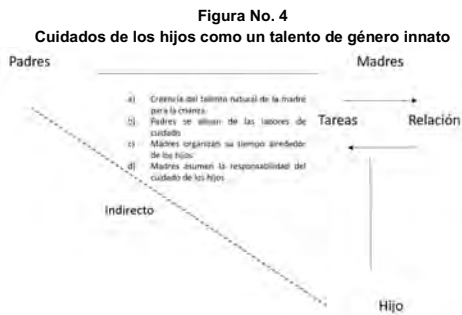 Figura No. 4
Cuidados de los hijos como un talento de género innato
Padres
Madres
a) Creencia del talento natural de la madre
para la crianza
b) Padres se alejan de las labores de
cuidado
c) Madres organizan su tiempo alrededor
de los hijos
d) Madres asumen la responsabilidad del
cuidado de los hijos
Tareas
Relación
Indirecto
Hijo